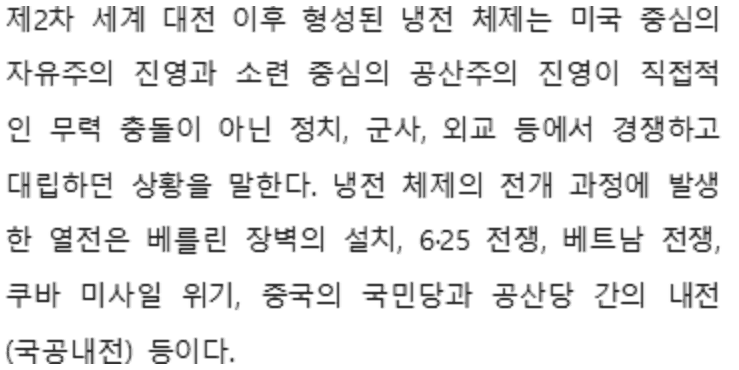 제2차 세계 대전 이후 형성된 냉전 체제는 미국 중심의
자유주의 진영과 소련 중심의 공산주의 진영이 직접적
인 무력 충돌이 아닌 정치, 군사, 외교 등에서 경쟁하고
대립하던 상황을 말한다. 냉전 체제의 전개 과정에 발생
한 열전은 베를린 장벽의 설치, 6·25 전쟁, 베트남 전쟁,
쿠바 미사일 위기, 중국의 국민당과 공산당 간의 내전
(국공내전) 등이다.